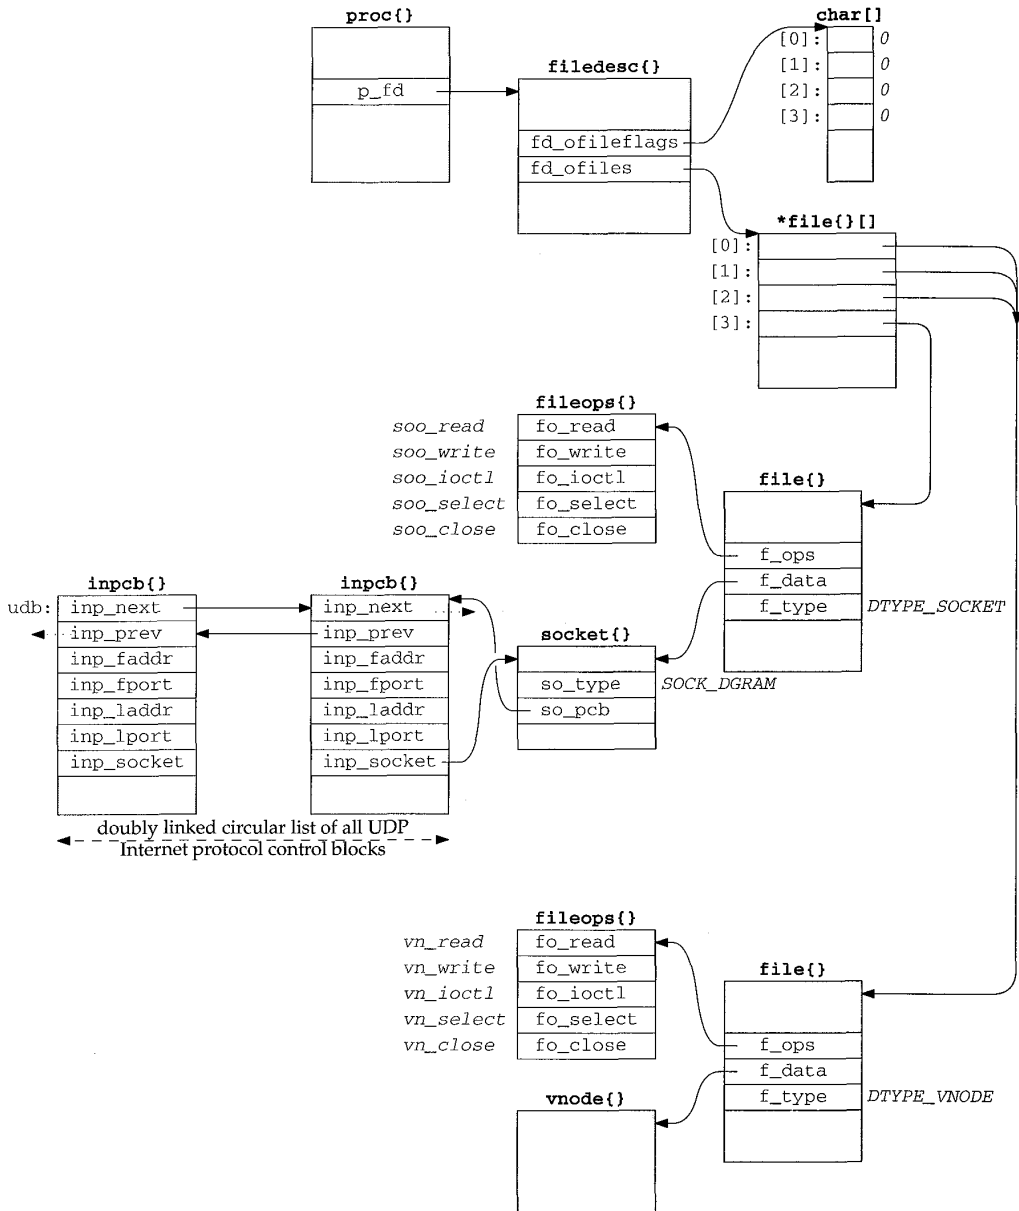 proc{}
p_fd
filedesc{}
fd_ofileflags
fd_ofiles
char[]
[0]: 0
[1]: 0
[2]: 0
[3]: 0
*file{}[]
[0]:
[1]:
[2]:
[3]:
fileops{}
soo_read fo_read
soo_write fo_write
soo_ioctl fo_ioctl
soo_select fo_select
soo_close fo_close
file{}
f_ops
f_data
f_type DTYPE_SOCKET
inpcb{}
udb: inp_next
inp_prev
inp_faddr
inp_fport
inp_laddr
inp_lport
inp_socket
inpcb{}
inp_next
inp_prev
inp_faddr
inp_fport
inp_laddr
inp_lport
inp_socket
socket{}
so_type SOCK_DGRAM
so_pcb
doubly linked circular list of all UDP
Internet protocol control blocks
fileops{}
vn_read fo_read
vn_write fo_write
vn_ioctl fo_ioctl
vn_select fo_select
vn_close fo_close
file{}
f_ops
f_data
f_type DTYPE_VNODE
vnode{}